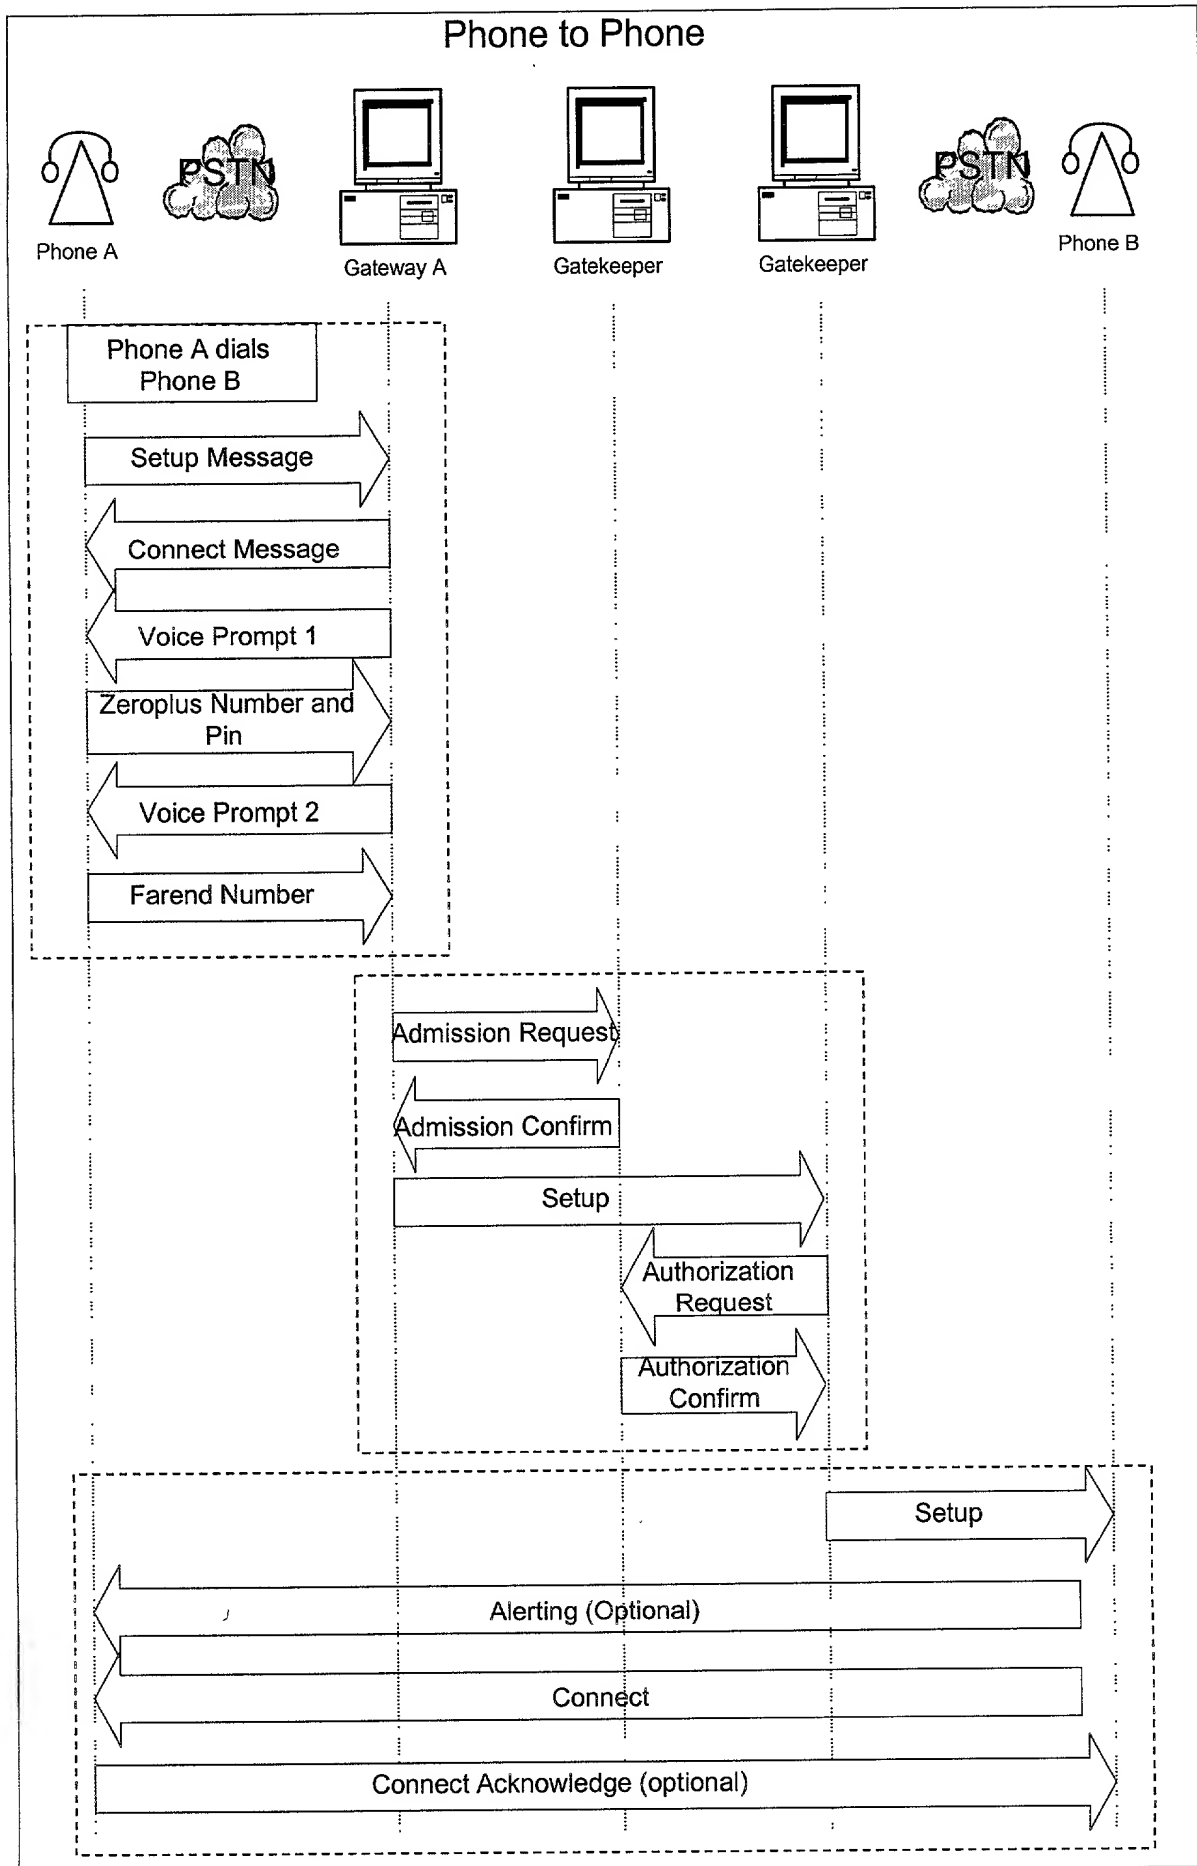 Phone to Phone
PSTN
PSTN
Phone A
Gateway A
Gatekeeper
Gatekeeper
Phone B
Phone A dials
Phone B
Setup Message
Connect Message
Voice Prompt 1
Zeroplus Number and
Pin
Voice Prompt 2
Farend Number
Admission Request
Admission Confirm
Setup
Authorization
Request
Authorization
Confirm
Setup
Alerting (Optional)
Connect
Connect Acknowledge (optional)